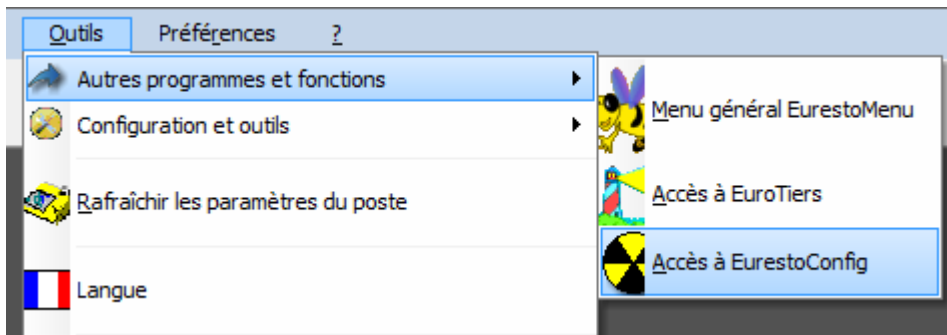 Outils Préférences ?
Autres programmes et fonctions
Configuration et outils
Rafraîchir les paramètres du poste
Langue
Menu général EurestoMenu
Accès à EuroTiers
Accès à EurestoConfig